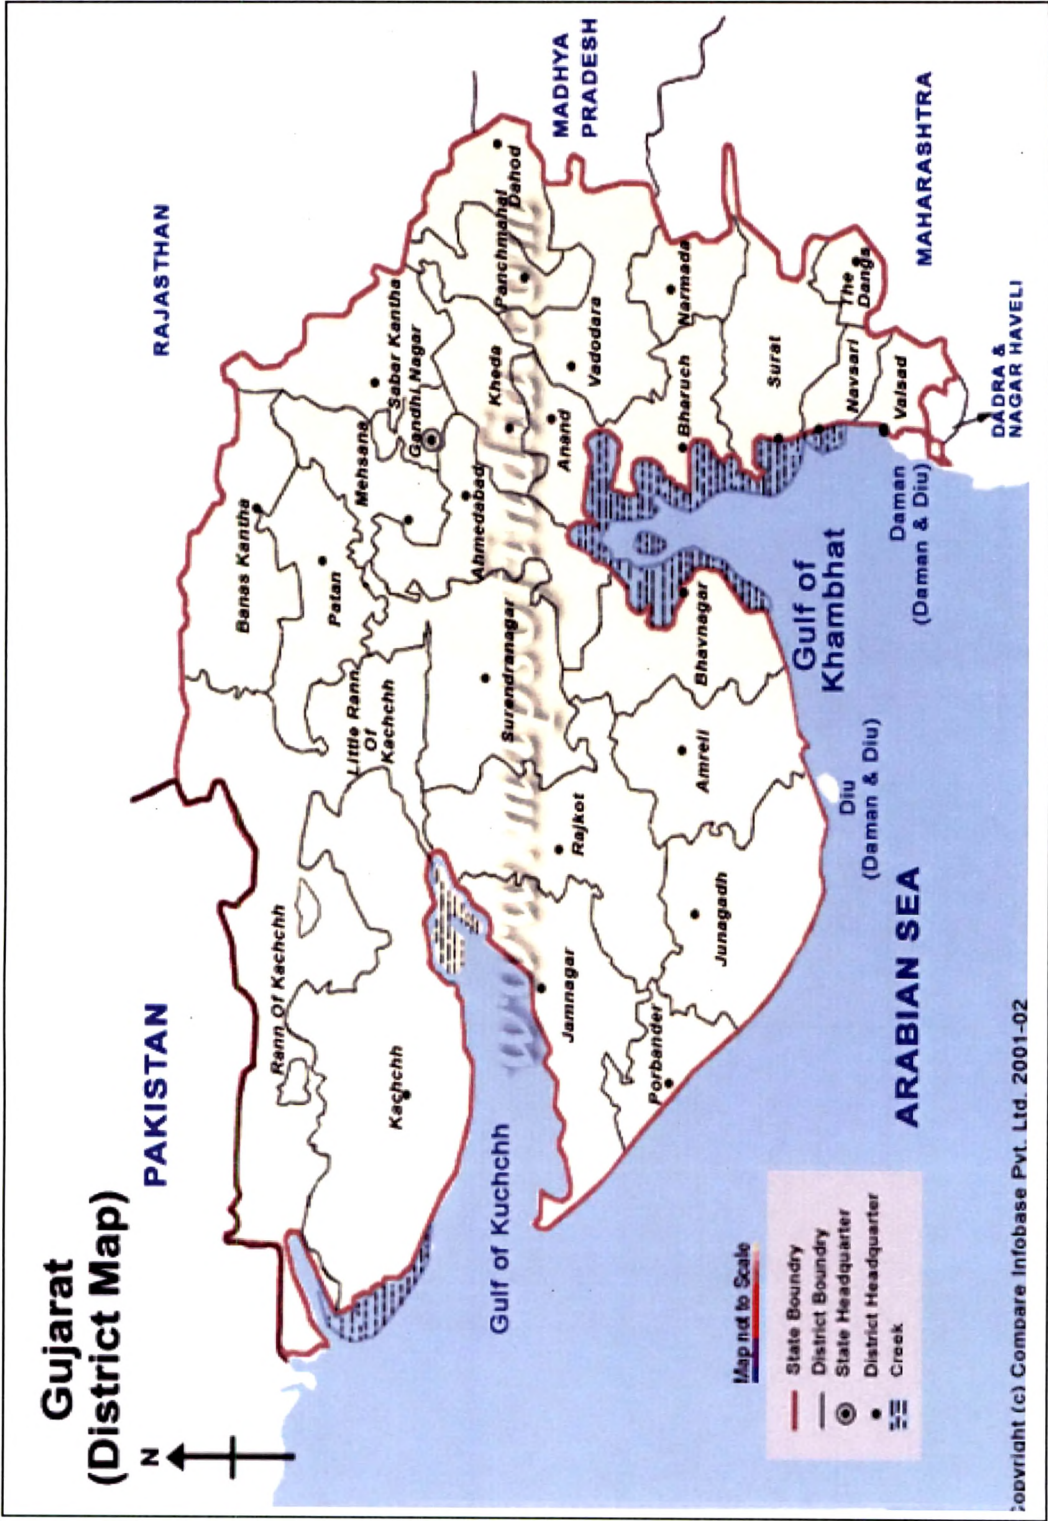 Gujarat
(District Map)
N
PAKISTAN
RAJASTHAN
MADHYA
PRADESH
MAHARASHTRA
DADRA &
NAGAR HAVELI
Daman
(Daman & Diu)
Diu
(Daman & Diu)
Gulf of
Khambhat
ARABIAN SEA
Gulf of Kuchchh
Rann Of Kachchh
Kachchh
Little Rann
Of
Kachchh
Banas Kantha
Patan
Mehsana
Sabar Kantha
Gandhi Nagar
Ahmedabad
Kheda
Panchmahal
Dahod
Anand
Vadodara
Narmada
Bharuch
Surat
The
Dangs
Navsari
Valsad
Surendranagar
Rajkot
Jamnagar
Porbander
Junagadh
Amreli
Bhavnagar
Map not to Scale
State Boundry
District Boundry
State Headquarter
District Headquarter
Creek
(c) Compare Infobase Pvt. Ltd. 2001-02